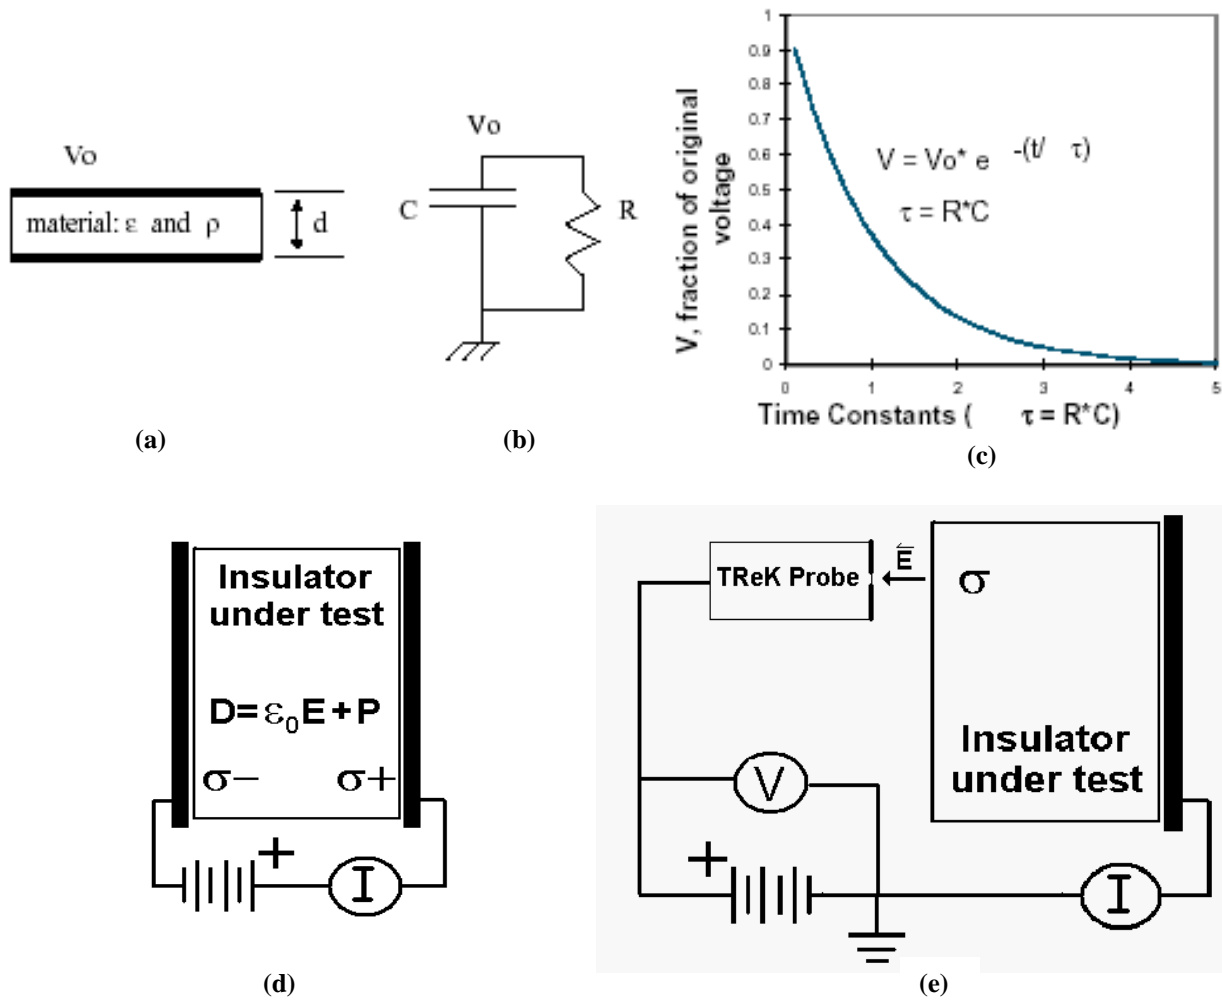 Vo
material: ε and ρ
d
(a)
Vo
C
R
(b)
V, fraction of original
voltage
1
0.9
0.8
0.7
0.6
0.5
0.4
0.3
0.2
0.1
0
V = Vo* e -(t/ τ)
τ = R*C
0 1 2 3 4 5
Time Constants ( τ = R*C)
(c)
Insulator
under test
D=ε0E+P
σ− σ+
+
I
(d)
TReK Probe
E
σ
Insulator
under test
V
+
I
(e)